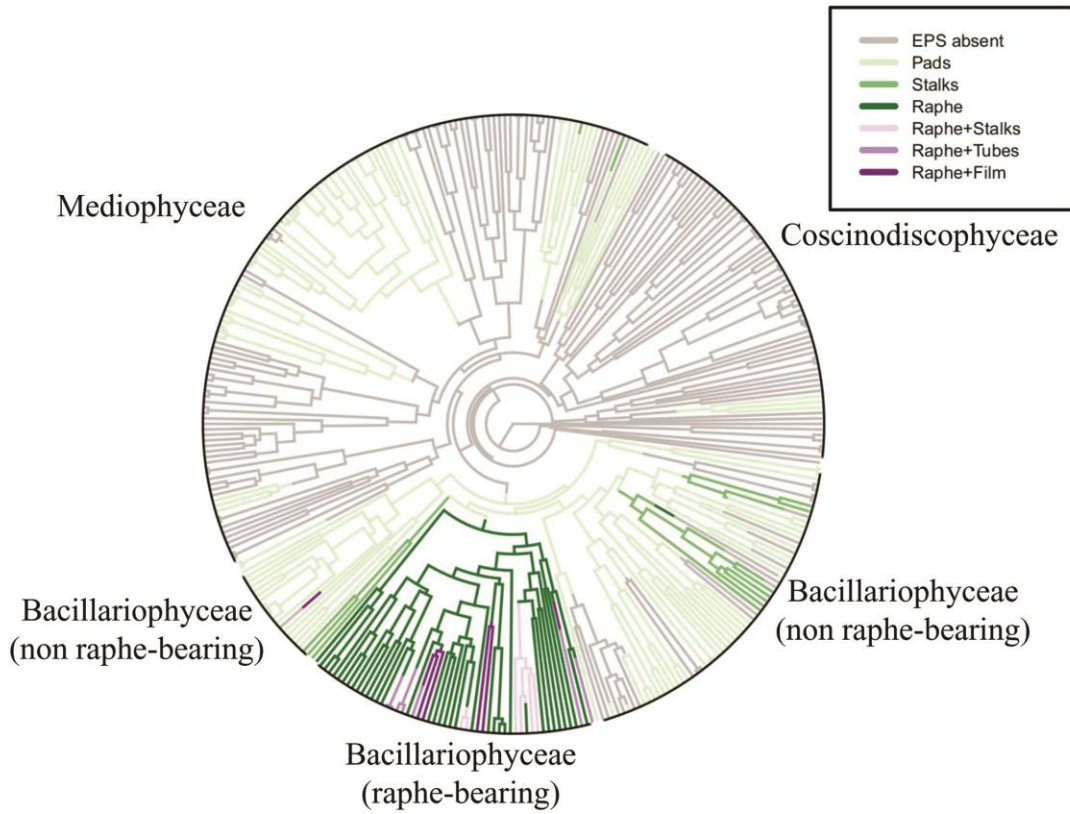 EPS absent
Pads
Stalks
Raphe
Raphe+Stalks
Raphe+Tubes
Raphe+Film
Mediophyceae
Coscinodiscophyceae
Bacillariophyceae
(non raphe-bearing)
Bacillariophyceae
(non raphe-bearing)
Bacillariophyceae
(raphe-bearing)